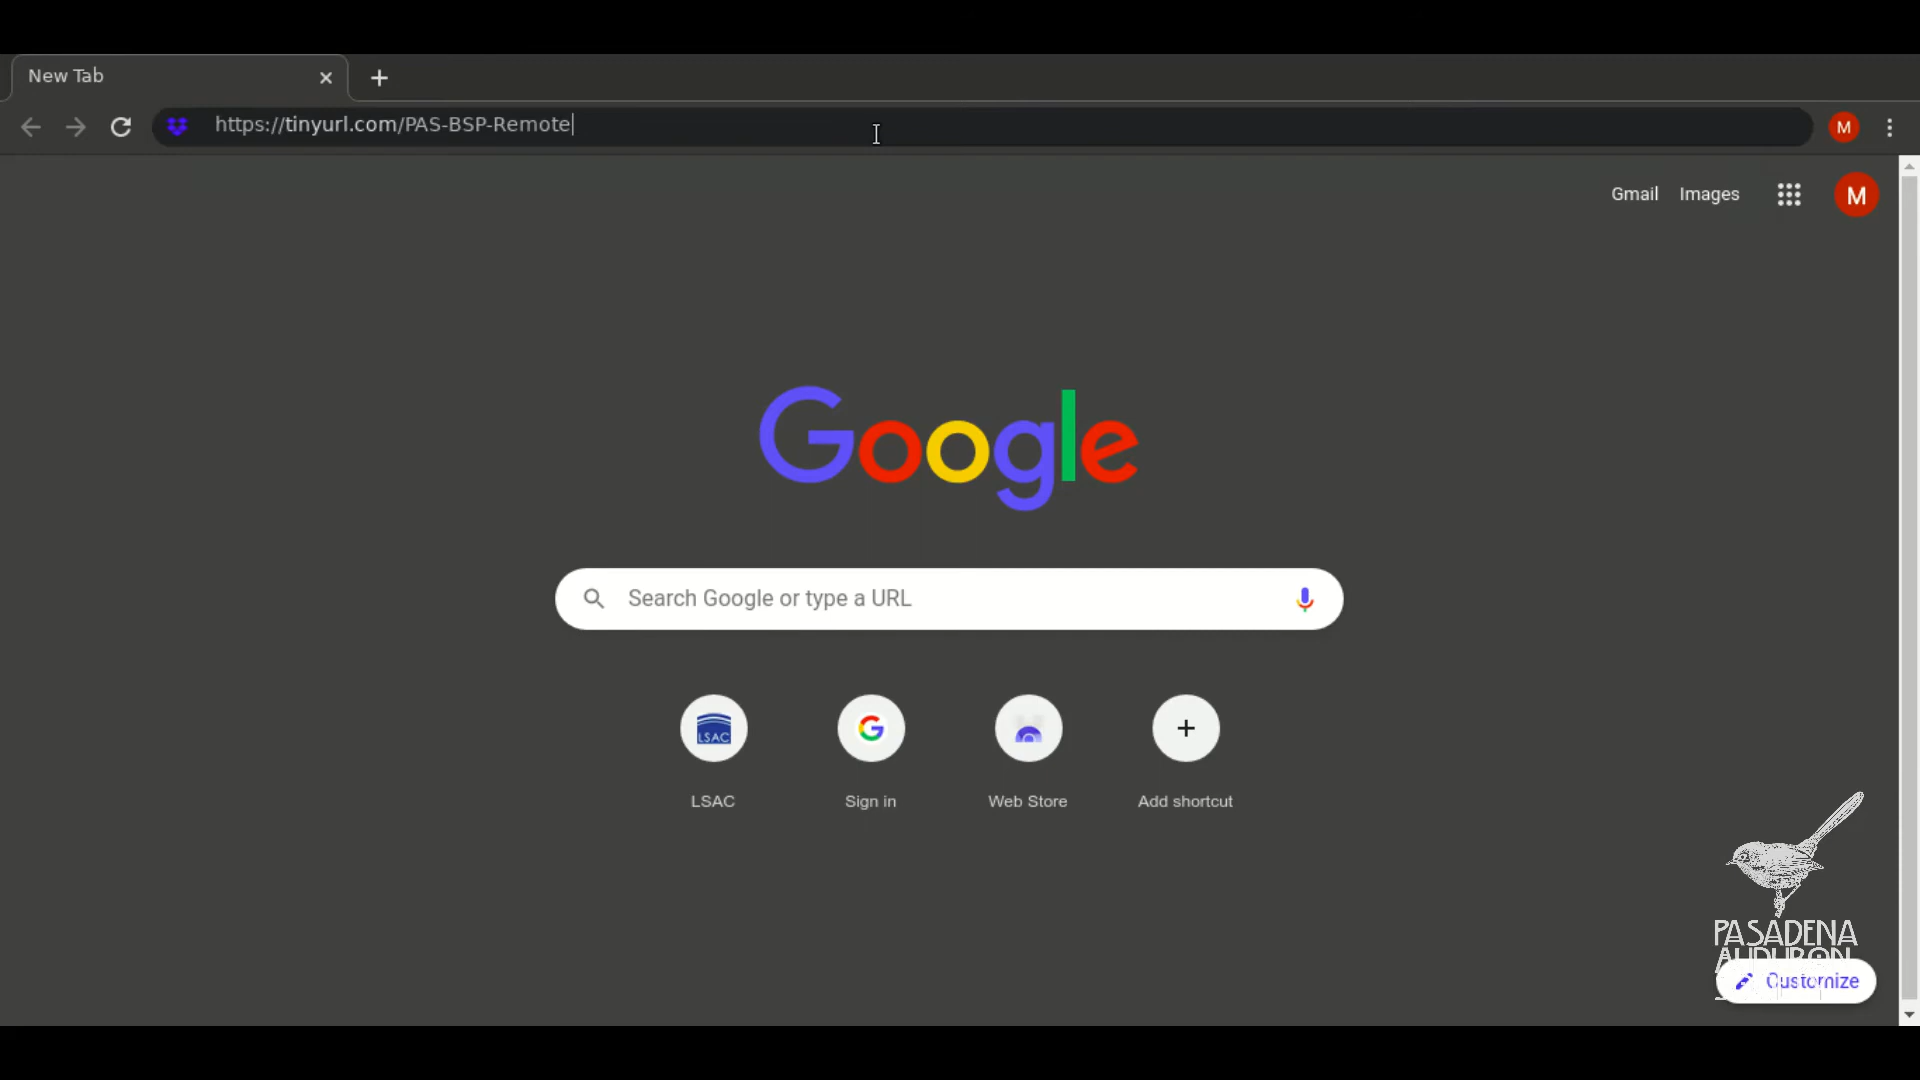 New Tab
https://tinyurl.com/PAS-BSP-Remote
M
Gmail Images
M
Google
Search Google or type a URL
LSAC
LSAC Sign in Web Store Add shortcut
PASADENA
AUDUBON
Customize